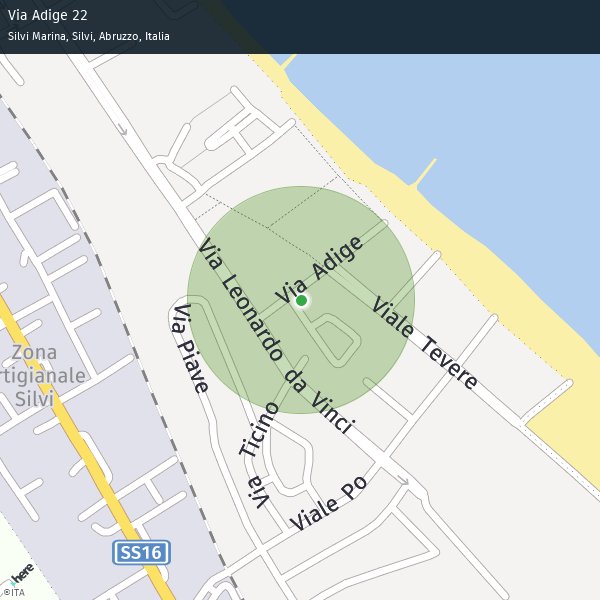 Via Adige 22
Silvi Marina, Silvi, Abruzzo, Italia
Via Adige
Via Leonardo da Vinci
Viale Tevere
Via Piave
Zona
rtigianale
Silvi
Via Ticino
Viale Po
SS16
here
©ITA